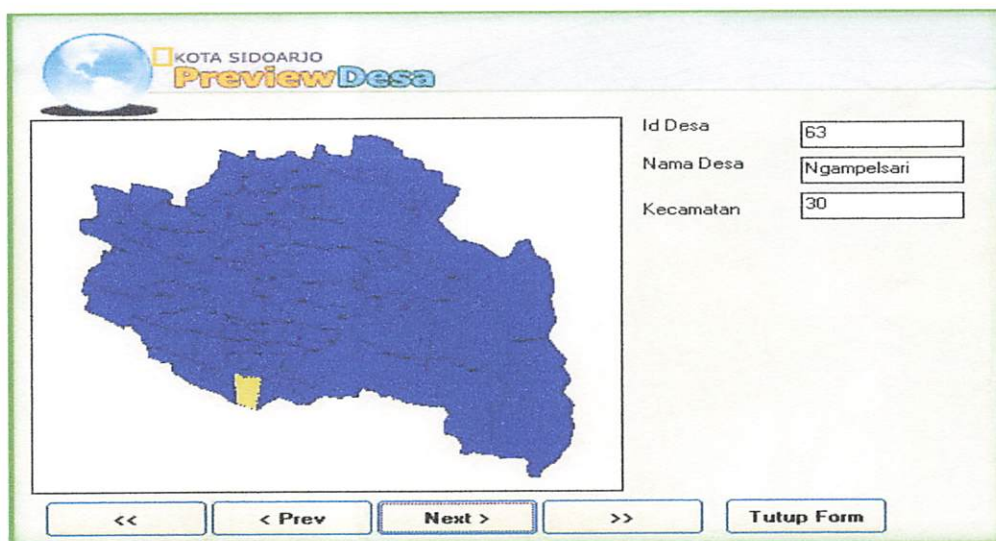 KOTA SIDOARJO
PreviewDesa
Id Desa 63
Nama Desa Ngampelsari
Kecamatan 30
<< < Prev Next > >> Tutup Form